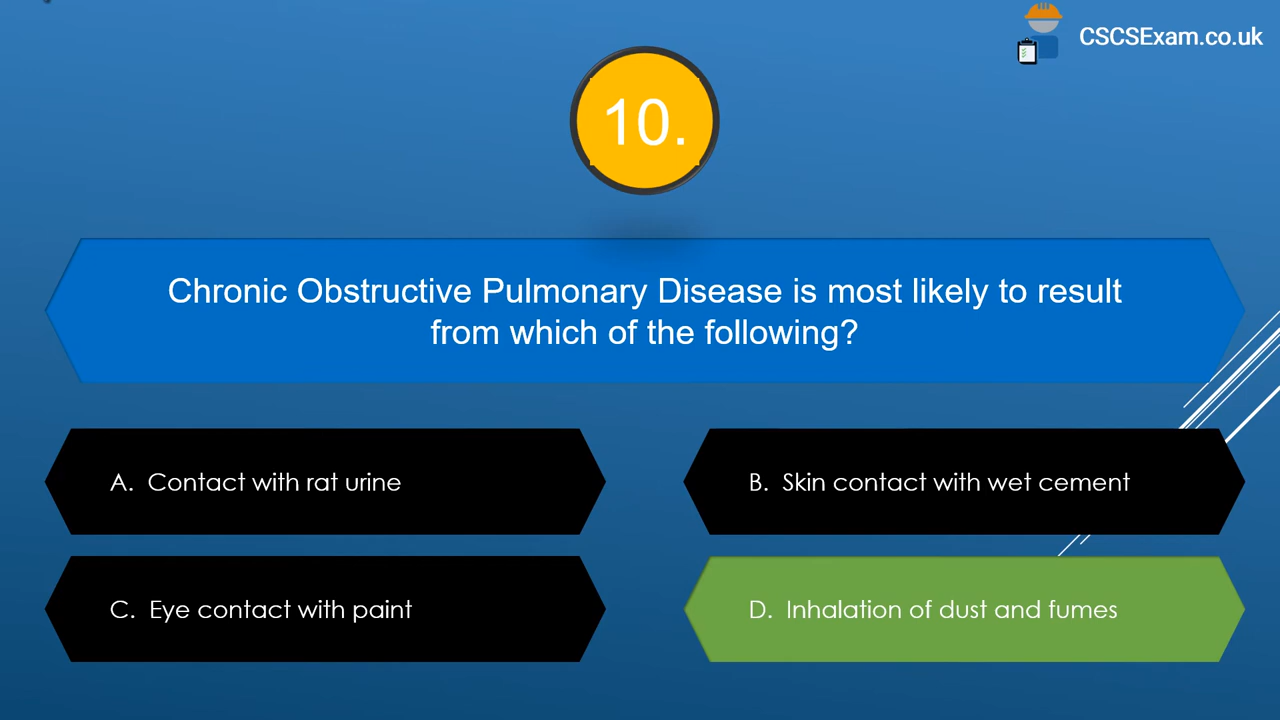 CSCSExam.co.uk
10.
Chronic Obstructive Pulmonary Disease is most likely to result
from which of the following?
A. Contact with rat urine
B. Skin contact with wet cement
C. Eye contact with paint
D. Inhalation of dust and fumes